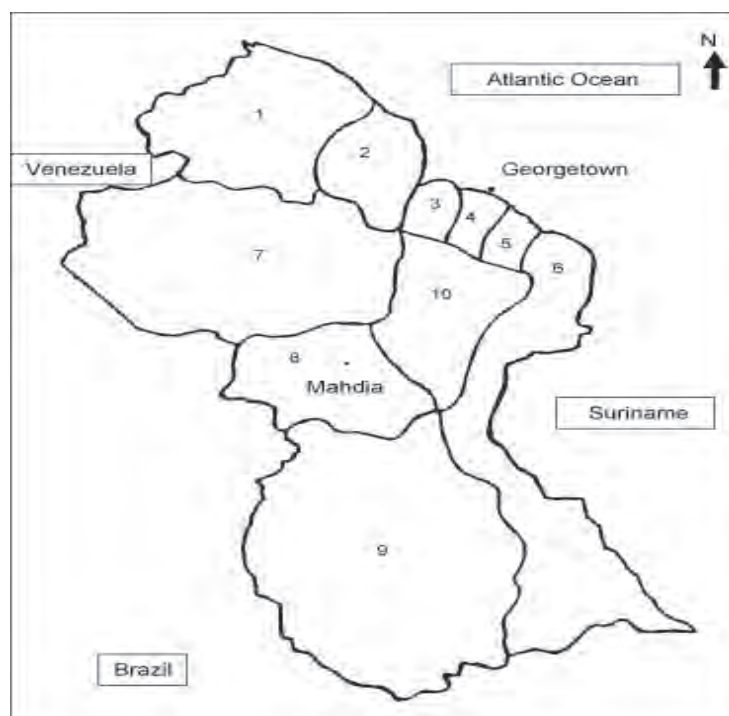 N
Atlantic Ocean
1
2
Venezuela
Georgetown
3
4
5
6
7
10
8
Mahdia
Suriname
9
Brazil